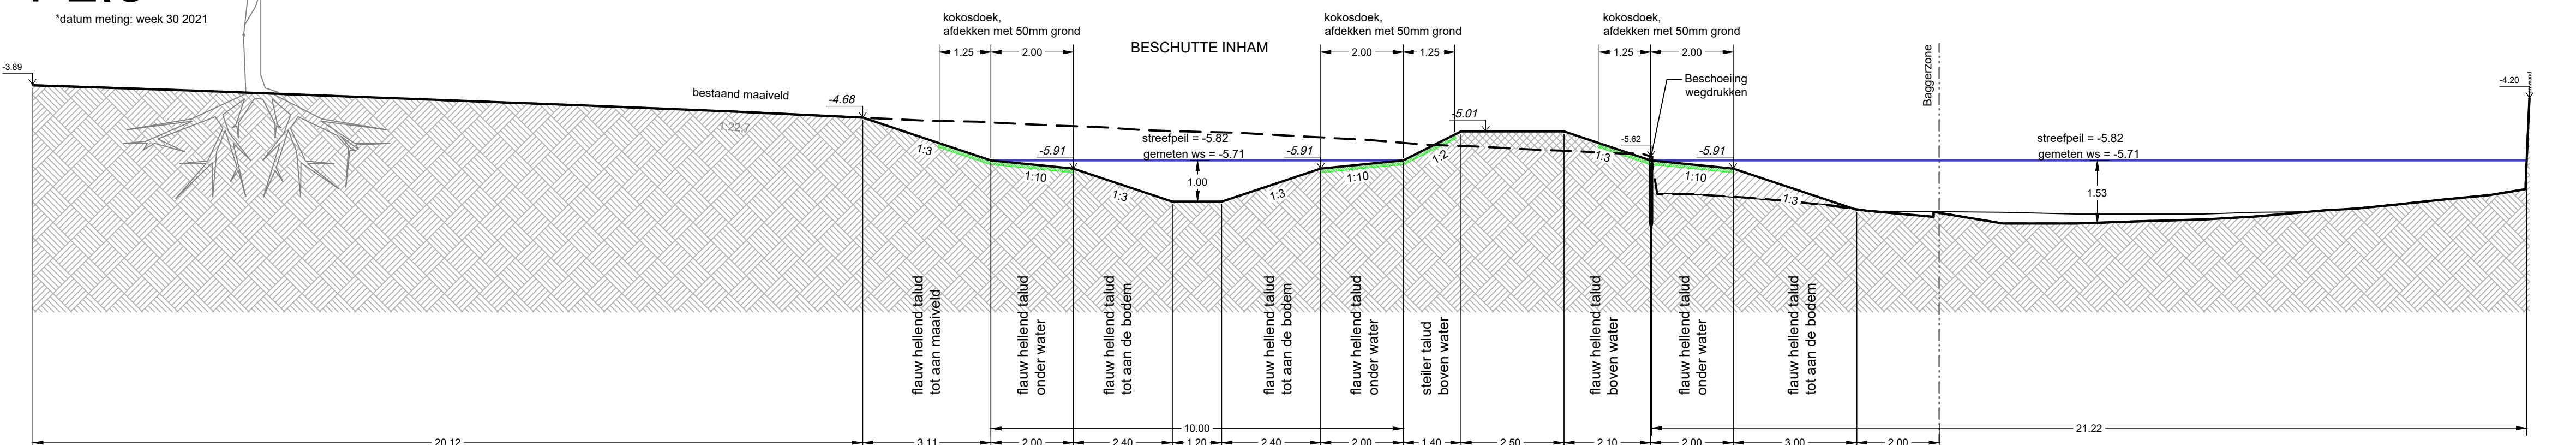 *datum meting: week 30 2021
kokosdoek,
afdekken met 50mm grond
kokosdoek,
afdekken met 50mm grond
kokosdoek,
afdekken met 50mm grond
BESCHUTTE INHAM
1.25
2.00
2.00
1.25
1.25
2.00
Baggerzone
-3.89
Beschoeiing
wegdrukken
-4.20
bestaand maaiveld
-4.68
1:22,7
-5.01
streefpeil = -5.82
gemeten ws = -5.71
-5.62
streefpeil = -5.82
gemeten ws = -5.71
-5.91
-5.91
-5.91
1:3
1:10
1:3
1.00
1:3
1:10
1:2
1:3
1:10
1:3
1.53
flauw hellend talud
tot aan maaiveld
flauw hellend talud
onder water
flauw hellend talud
tot aan de bodem
flauw hellend talud
tot aan de bodem
flauw hellend talud
onder water
steiler talud
boven water
flauw hellend talud
boven water
flauw hellend talud
onder water
flauw hellend talud
tot aan de bodem
10.00
21.22
20.12
3.11
2.00
2.40
1.20
2.40
2.00
1.40
2.50
2.10
2.00
3.00
2.00